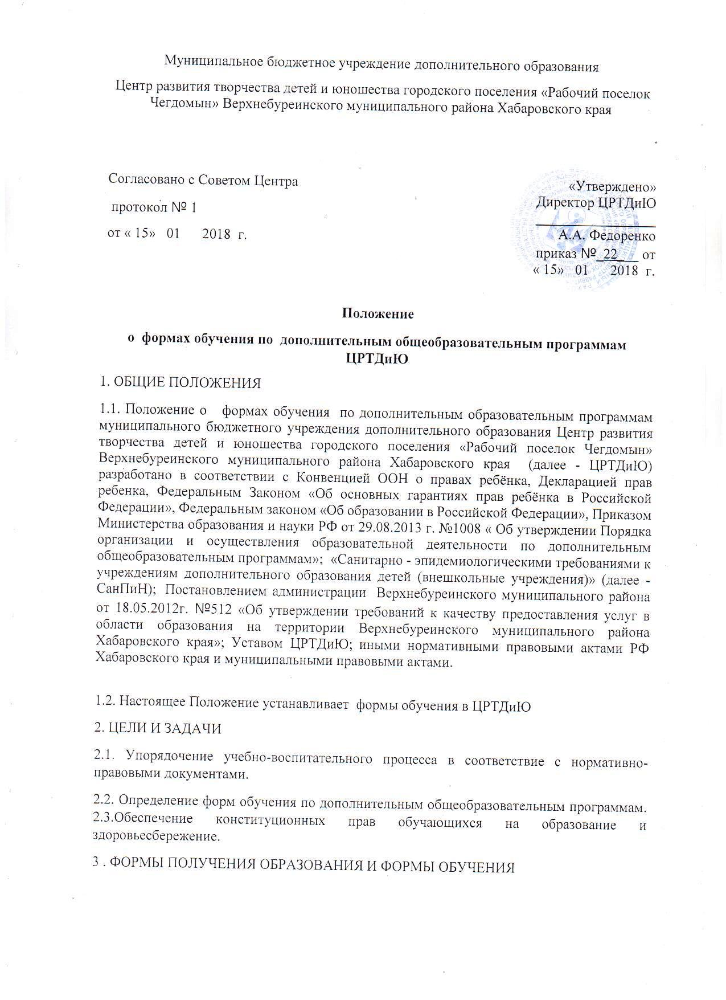 Муниципальное бюджетное учреждение дополнительного образования
Центр развития творчества детей и юношества городского поселения «Рабочий поселок
Чегдомын» Верхнебуреинского муниципального района Хабаровского края
Согласовано с Советом Центра
протокол № 1
от « 15» 01 2018 г.
«Утверждено»
Директор ЦРТДиЮ
А.А. Федоренко
приказ №_22___ от
« 15» 01 2018 г.
Положение
о формах обучения по дополнительным общеобразовательным программам
ЦРТДиЮ
1. ОБЩИЕ ПОЛОЖЕНИЯ
1.1. Положение о формах обучения по дополнительным образовательным программам
муниципального бюджетного учреждения дополнительного образования Центр развития
творчества детей и юношества городского поселения «Рабочий поселок Чегдомын»
Верхнебуреинского муниципального района Хабаровского края (далее - ЦРТДиЮ)
разработано в соответствии с Конвенцией ООН о правах ребёнка, Декларацией прав
ребенка, Федеральным Законом «Об основных гарантиях прав ребёнка в Российской
Федерации», Федеральным законом «Об образовании в Российской Федерации», Приказом
Министерства образования и науки РФ от 29.08.2013 г. №1008 « Об утверждении Порядка
организации и осуществления образовательной деятельности по дополнительным
общеобразовательным программам»; «Санитарно - эпидемиологическими требованиями к
учреждениям дополнительного образования детей (внешкольные учреждения)» (далее -
СанПиН); Постановлением администрации Верхнебуреинского муниципального района
от 18.05.2012г. №512 «Об утверждении требований к качеству предоставления услуг в
области образования на территории Верхнебуреинского муниципального района
Хабаровского края»; Уставом ЦРТДиЮ; иными нормативными правовыми актами РФ
Хабаровского края и муниципальными правовыми актами.
1.2. Настоящее Положение устанавливает формы обучения в ЦРТДиЮ
2. ЦЕЛИ И ЗАДАЧИ
2.1. Упорядочение учебно-воспитательного процесса в соответствие с нормативно-
правовыми документами.
2.2. Определение форм обучения по дополнительным общеобразовательным программам.
2.3.Обеспечение конституционных прав обучающихся на образование и
здоровьесбережение.
3 . ФОРМЫ ПОЛУЧЕНИЯ ОБРАЗОВАНИЯ И ФОРМЫ ОБУЧЕНИЯ